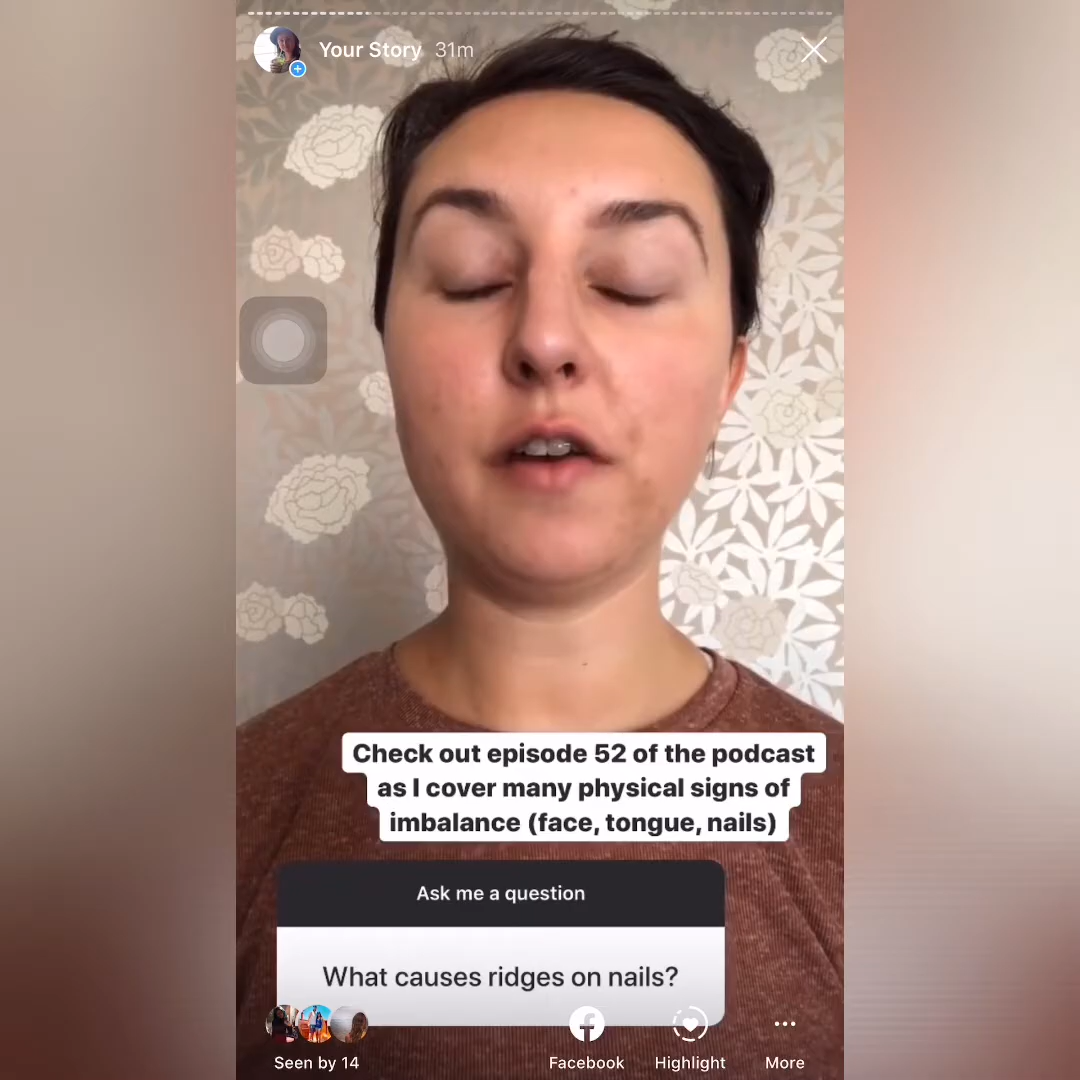 Your Story 31m
Check out episode 52 of the podcast
as I cover many physical signs of
imbalance (face, tongue, nails)
Ask me a question
What causes ridges on nails?
Seen by 14
Facebook
Highlight
More